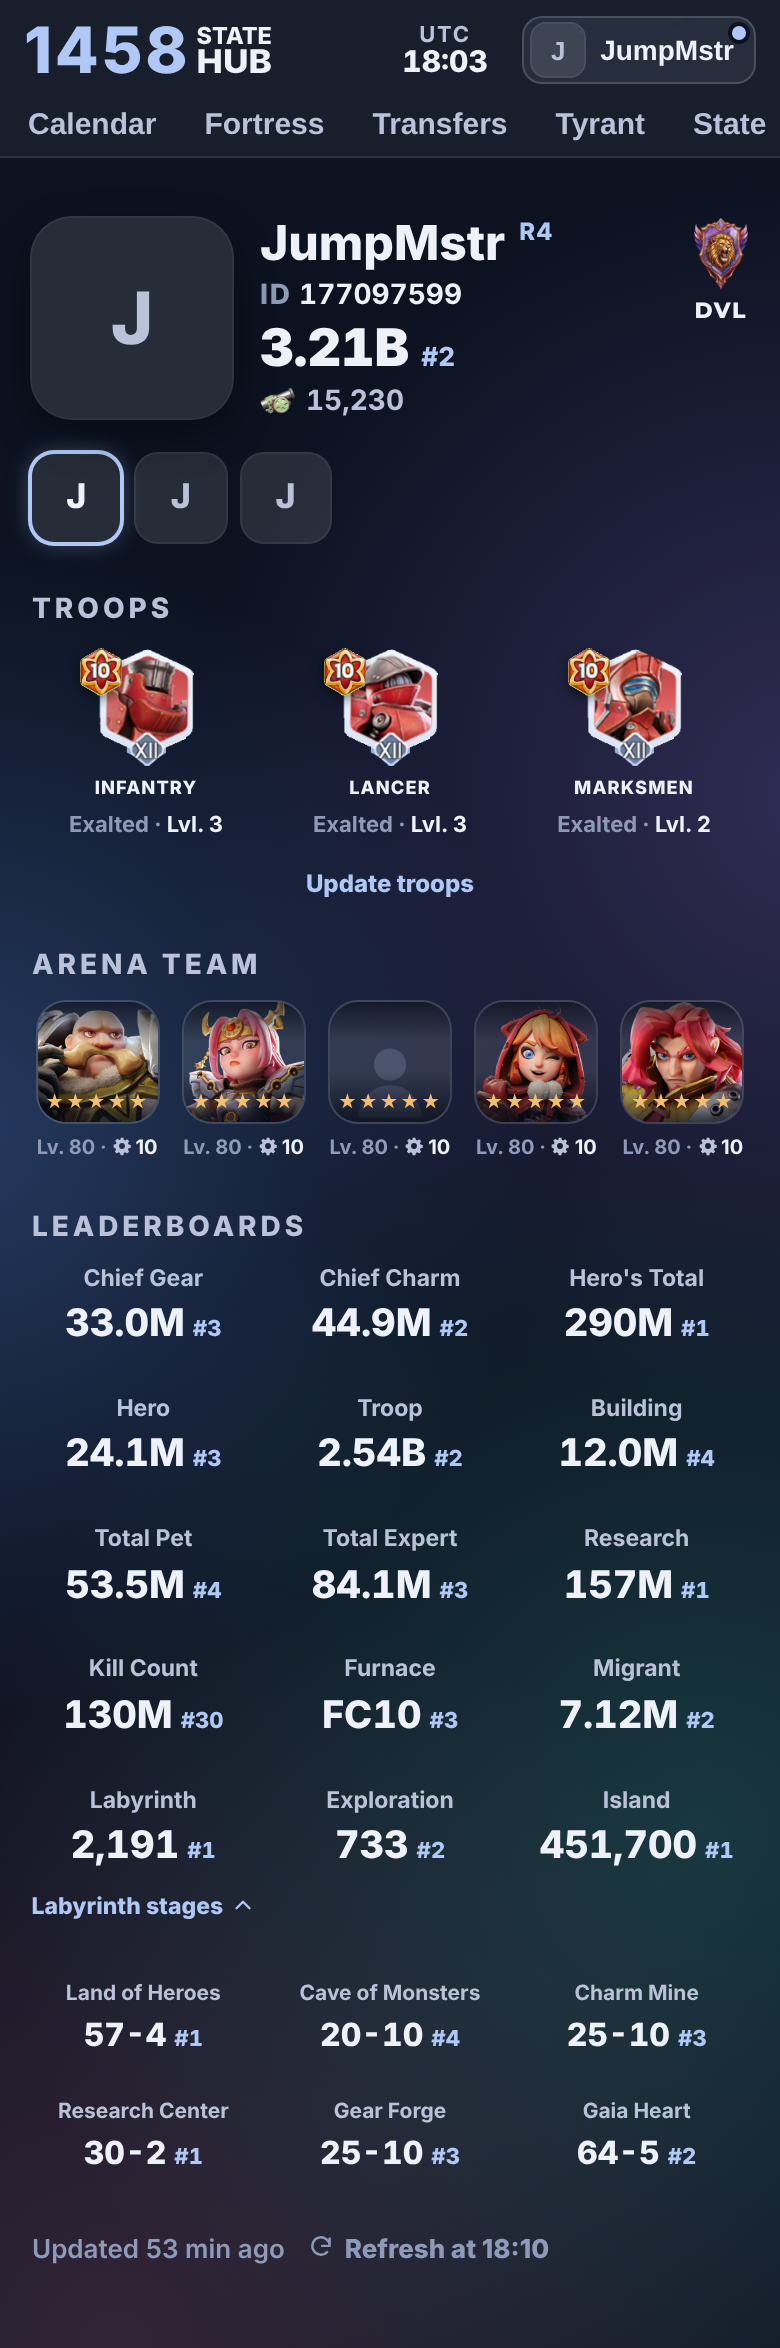 1458 STATE HUB
UTC
18:03
J JumpMstr
Calendar Fortress Transfers Tyrant State
J
JumpMstr R4
ID 177097599
3.21B #2
15,230
DVL
J J J
TROOPS
10 XII 10 XII 10 XII
INFANTRY LANCER MARKSMEN
Exalted · Lvl. 3 Exalted · Lvl. 3 Exalted · Lvl. 2
Update troops
ARENA TEAM
Lv. 80 · 10 Lv. 80 · 10 Lv. 80 · 10 Lv. 80 · 10 Lv. 80 · 10
LEADERBOARDS
Chief Gear Chief Charm Hero's Total
33.0M #3 44.9M #2 290M #1
Hero Troop Building
24.1M #3 2.54B #2 12.0M #4
Total Pet Total Expert Research
53.5M #4 84.1M #3 157M #1
Kill Count Furnace Migrant
130M #30 FC10 #3 7.12M #2
Labyrinth Exploration Island
2,191 #1 733 #2 451,700 #1
Labyrinth stages
Land of Heroes Cave of Monsters Charm Mine
57-4 #1 20-10 #4 25-10 #3
Research Center Gear Forge Gaia Heart
30-2 #1 25-10 #3 64-5 #2
Updated 53 min ago Refresh at 18:10